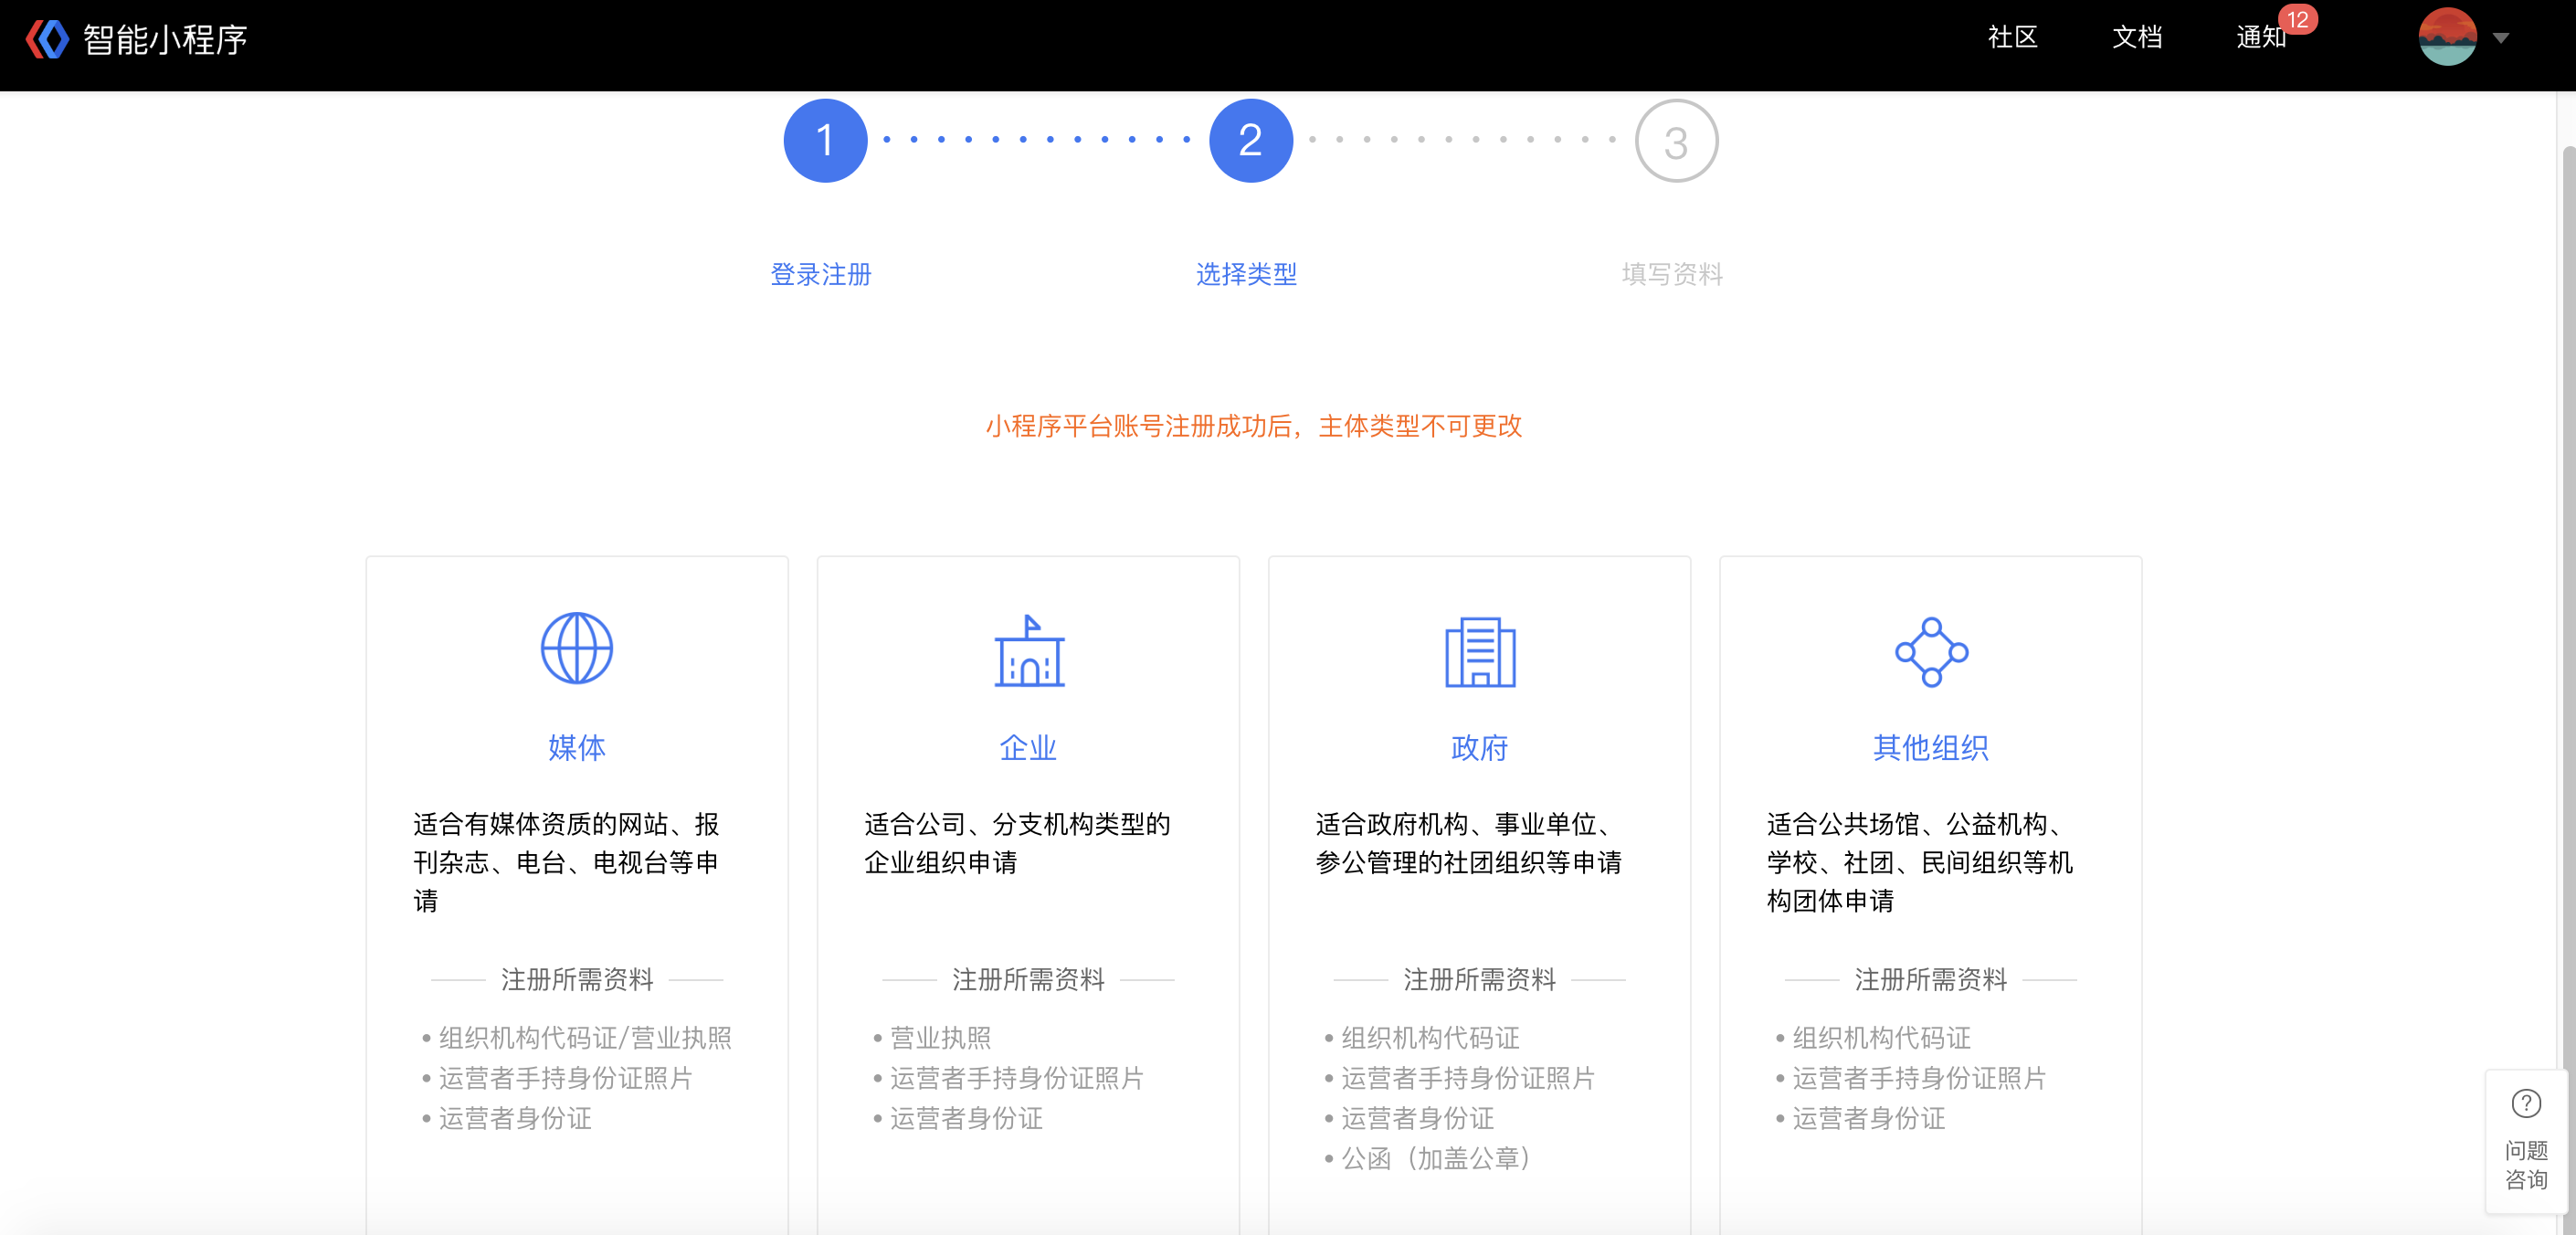 智能小程序
社区
文档
通知
12
1
2
3
登录注册
选择类型
填写资料
小程序平台账号注册成功后，主体类型不可更改
媒体
适合有媒体资质的网站、报
刊杂志、电台、电视台等申
请
注册所需资料
• 组织机构代码证/营业执照
• 运营者手持身份证照片
• 运营者身份证
企业
适合公司、分支机构类型的
企业组织申请
注册所需资料
• 营业执照
• 运营者手持身份证照片
• 运营者身份证
政府
适合政府机构、事业单位、
参公管理的社团组织等申请
注册所需资料
• 组织机构代码证
• 运营者手持身份证照片
• 运营者身份证
• 公函（加盖公章）
其他组织
适合公共场馆、公益机构、
学校、社团、民间组织等机
构团体申请
注册所需资料
• 组织机构代码证
• 运营者手持身份证照片
• 运营者身份证
?
问题
咨询